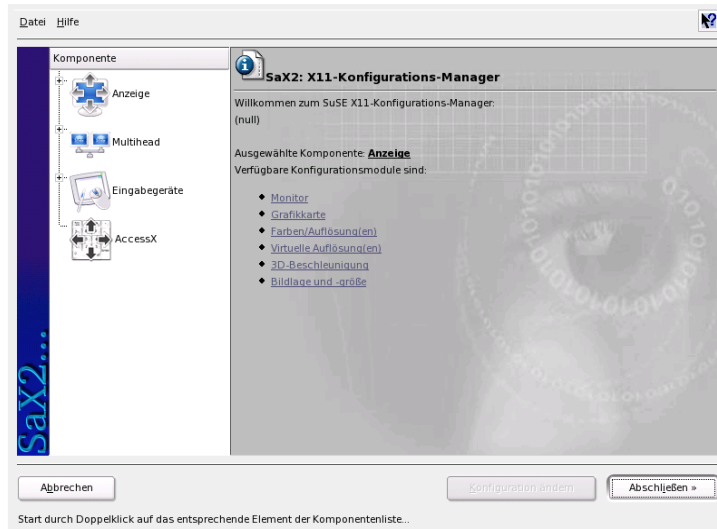 Datei Hilfe
Komponente
Anzeige
Multihead
Eingabegeräte
AccessX
SaX2...
SaX2: X11-Konfigurations-Manager
Willkommen zum SuSE X11-Konfigurations-Manager:
(null)
Ausgewählte Komponente: Anzeige
Verfügbare Konfigurationsmodule sind:
Monitor
Grafikkarte
Farben/Auflösung(en)
Virtuelle Auflösung(en)
3D-Beschleunigung
Bildlage und -größe
Abbrechen
Konfiguration ändern
Abschließen »
Start durch Doppelklick auf das entsprechende Element der Komponentenliste...